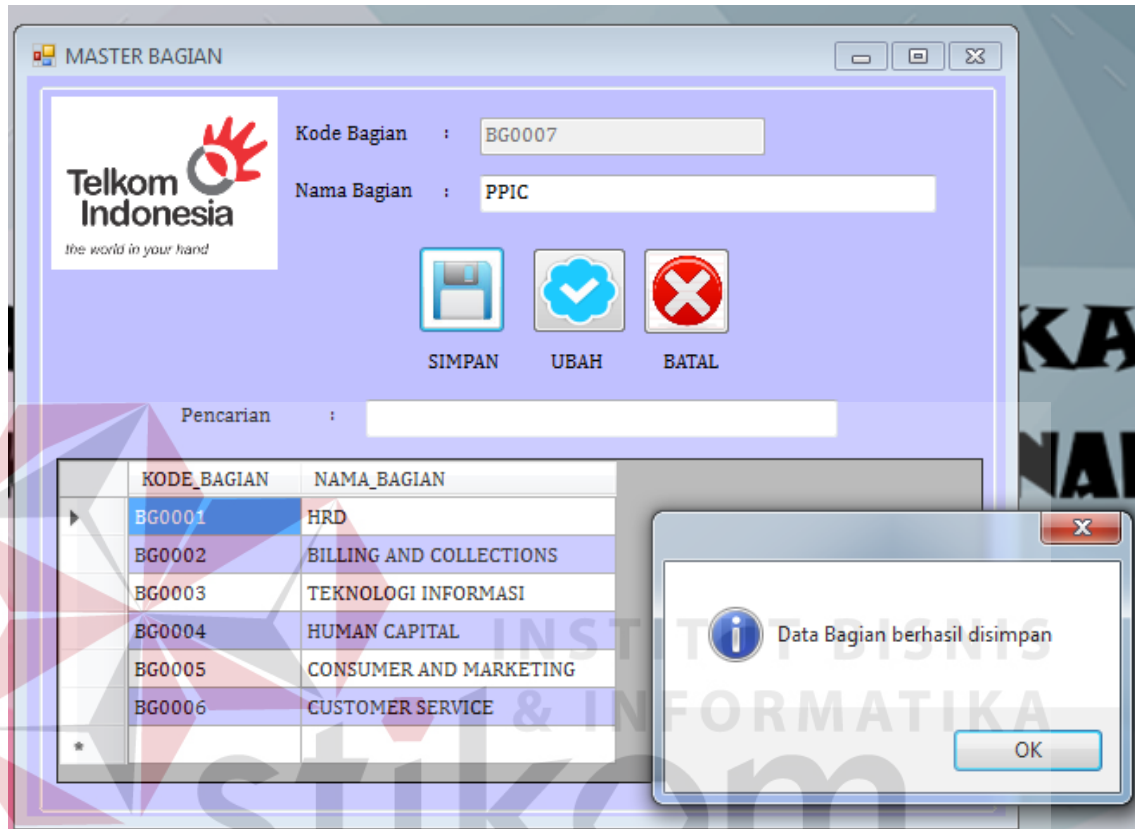 MASTER BAGIAN
Telkom
Indonesia
the world in your hand
Kode Bagian : BG0007
Nama Bagian : PPIC
SIMPAN UBAH BATAL
Pencarian :
KODE_BAGIAN NAMA_BAGIAN
BG0001 HRD
BG0002 BILLING AND COLLECTIONS
BG0003 TEKNOLOGI INFORMASI
BG0004 HUMAN CAPITAL
BG0005 CONSUMER AND MARKETING
BG0006 CUSTOMER SERVICE
*
Data Bagian berhasil disimpan
OK
INSTITUT BISNIS
& INFORMATIKA
stikom
KA